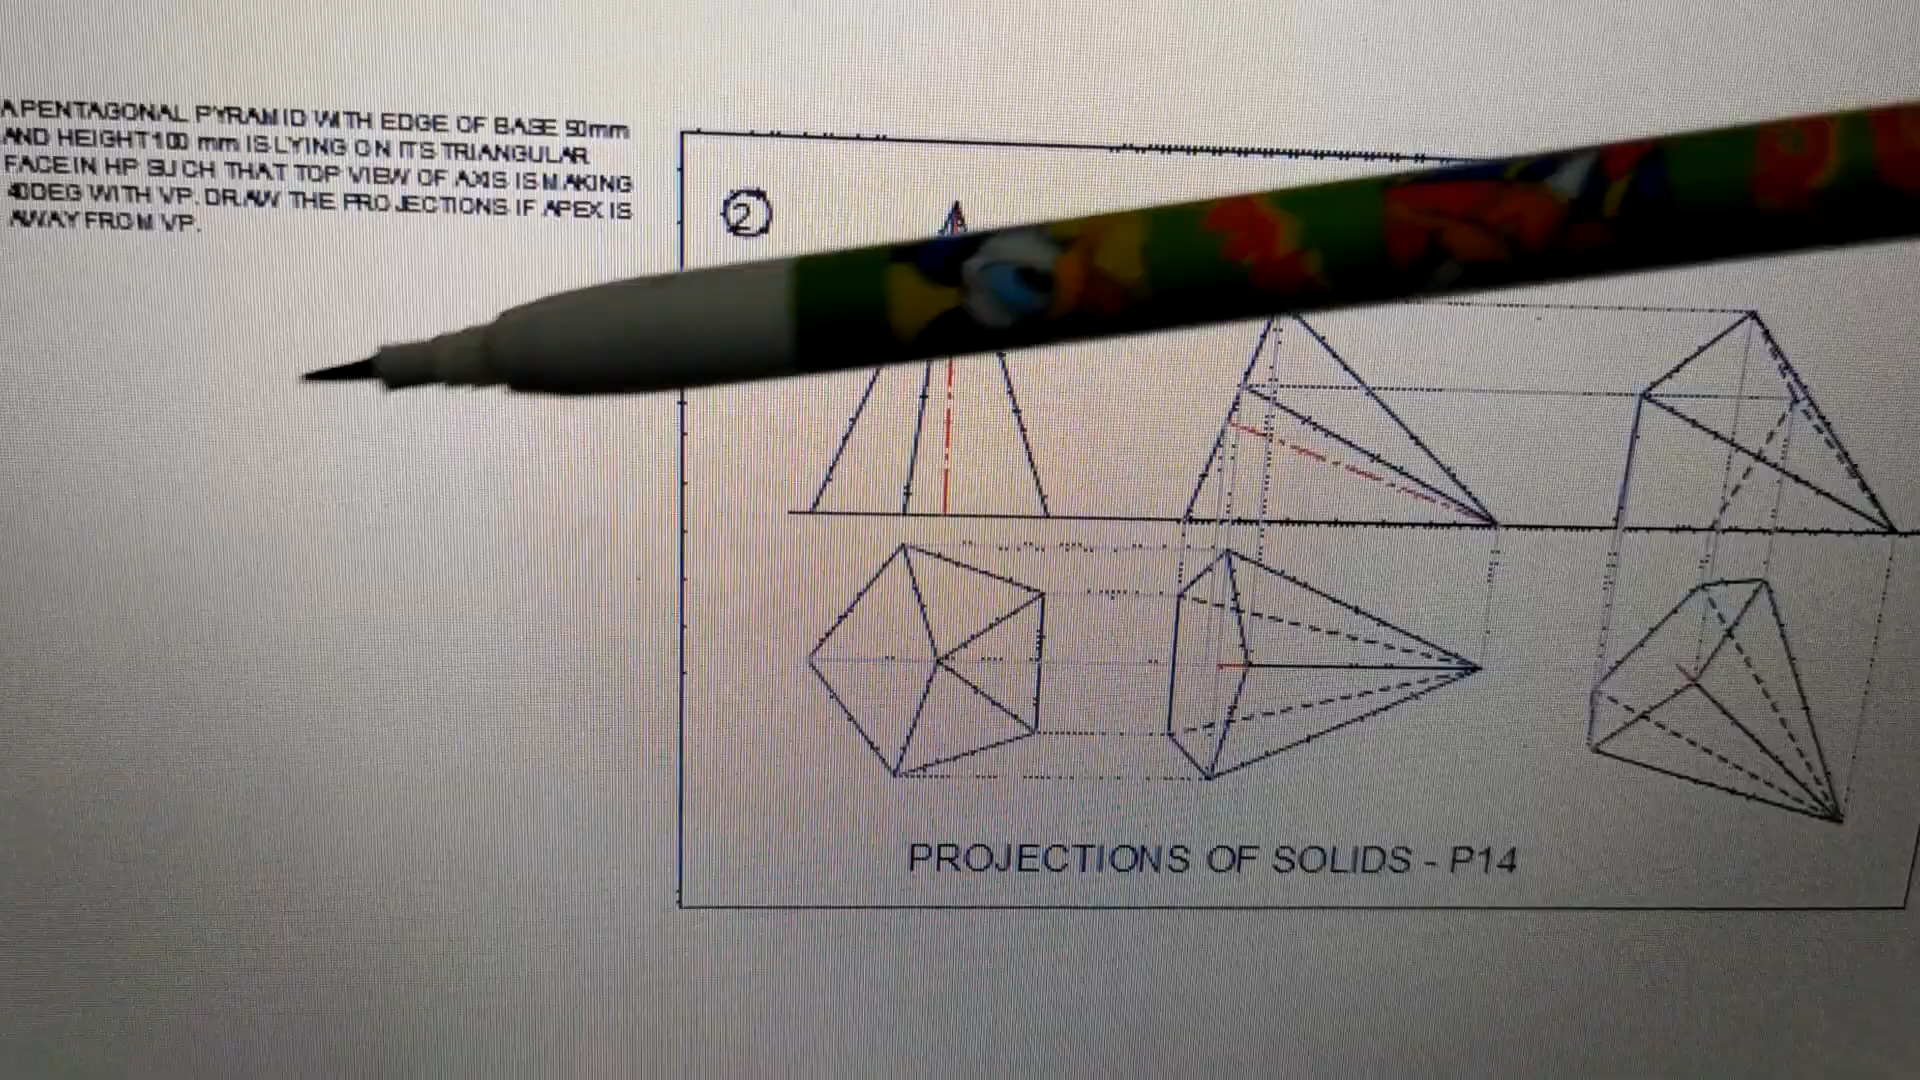 A PENTAGONAL PYRAMID WITH EDGE OF BASE 50mm
AND HEIGHT 100 mm IS LYING ON ITS TRIANGULAR
FACE IN HP SUCH THAT TOP VIEW OF AXIS IS MAKING
40DEG WITH VP. DRAW THE PROJECTIONS IF APEX IS
AWAY FROM VP.
2
PROJECTIONS OF SOLIDS - P14